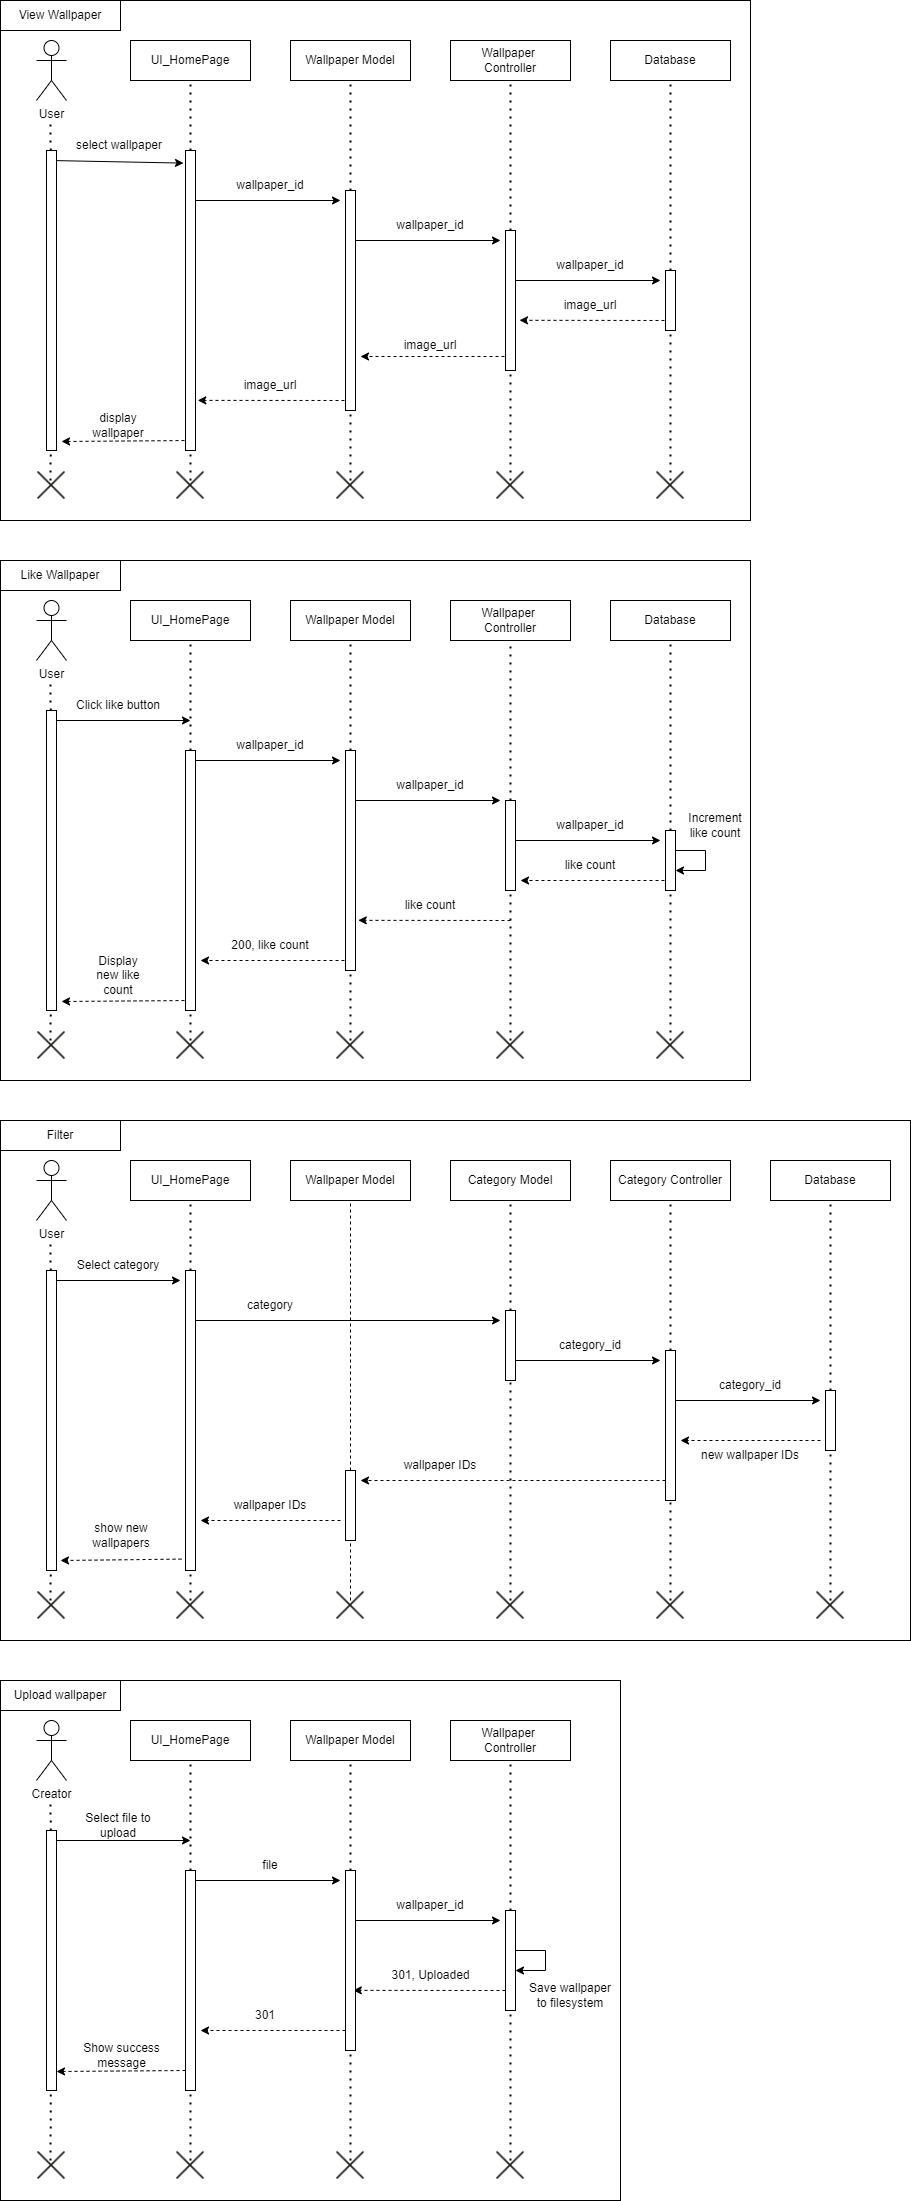 View Wallpaper
User
UI_HomePage
Wallpaper Model
Wallpaper
Controller
Database
select wallpaper
wallpaper_id
wallpaper_id
wallpaper_id
image_url
image_url
image_url
display
wallpaper
Like Wallpaper
User
UI_HomePage
Wallpaper Model
Wallpaper
Controller
Database
Click like button
wallpaper_id
wallpaper_id
wallpaper_id
Increment
like count
like count
like count
200, like count
Display
new like
count
Filter
User
UI_HomePage
Wallpaper Model
Category Model
Category Controller
Database
Select category
category
category_id
category_id
new wallpaper IDs
wallpaper IDs
wallpaper IDs
show new
wallpapers
Upload wallpaper
Creator
UI_HomePage
Wallpaper Model
Wallpaper
Controller
Select file to
upload
file
wallpaper_id
301, Uploaded
Save wallpaper
to filesystem
301
Show success
message